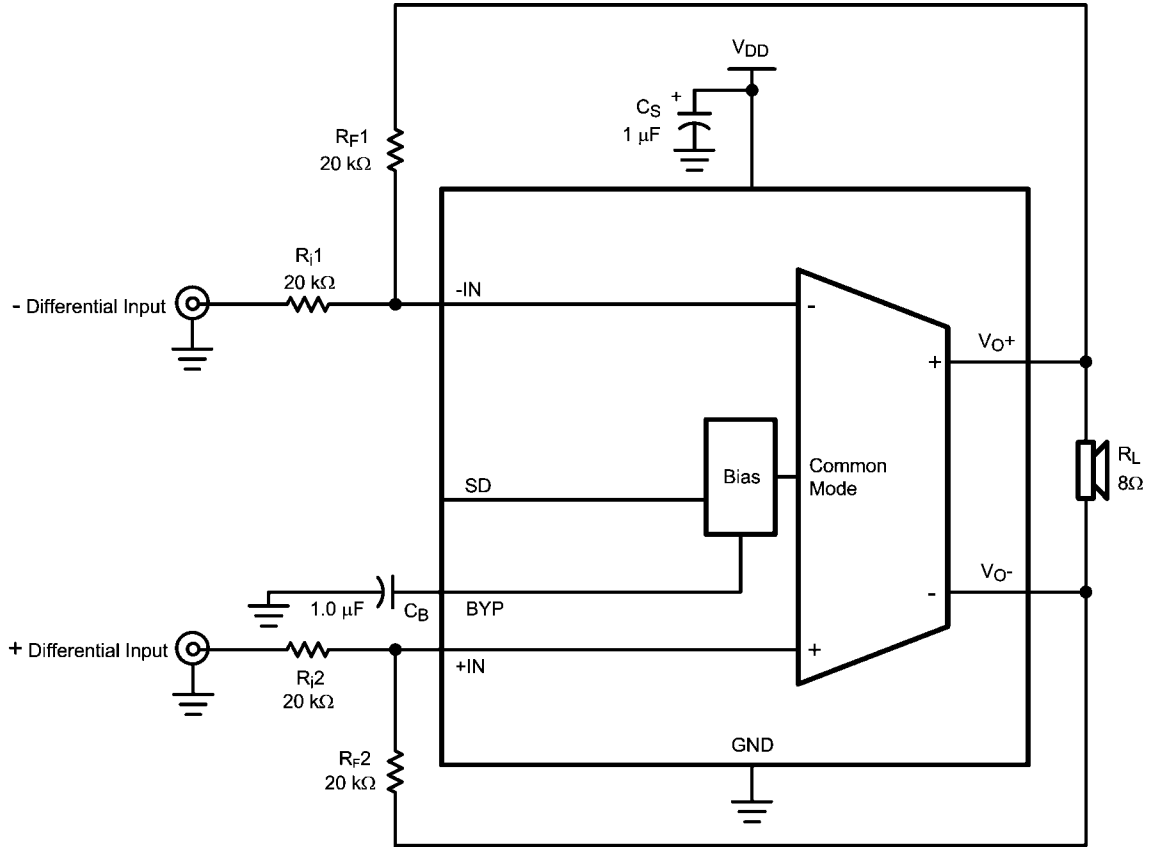 V_DD
+
C_S
1 µF
R_F1
20 kΩ
R_i1
20 kΩ
- Differential Input
-IN
-
V_O+
+
R_L
8Ω
Bias
Common
Mode
SD
V_O-
-
1.0 µF
C_B
BYP
+ Differential Input
+
+IN
R_i2
20 kΩ
GND
R_F2
20 kΩ